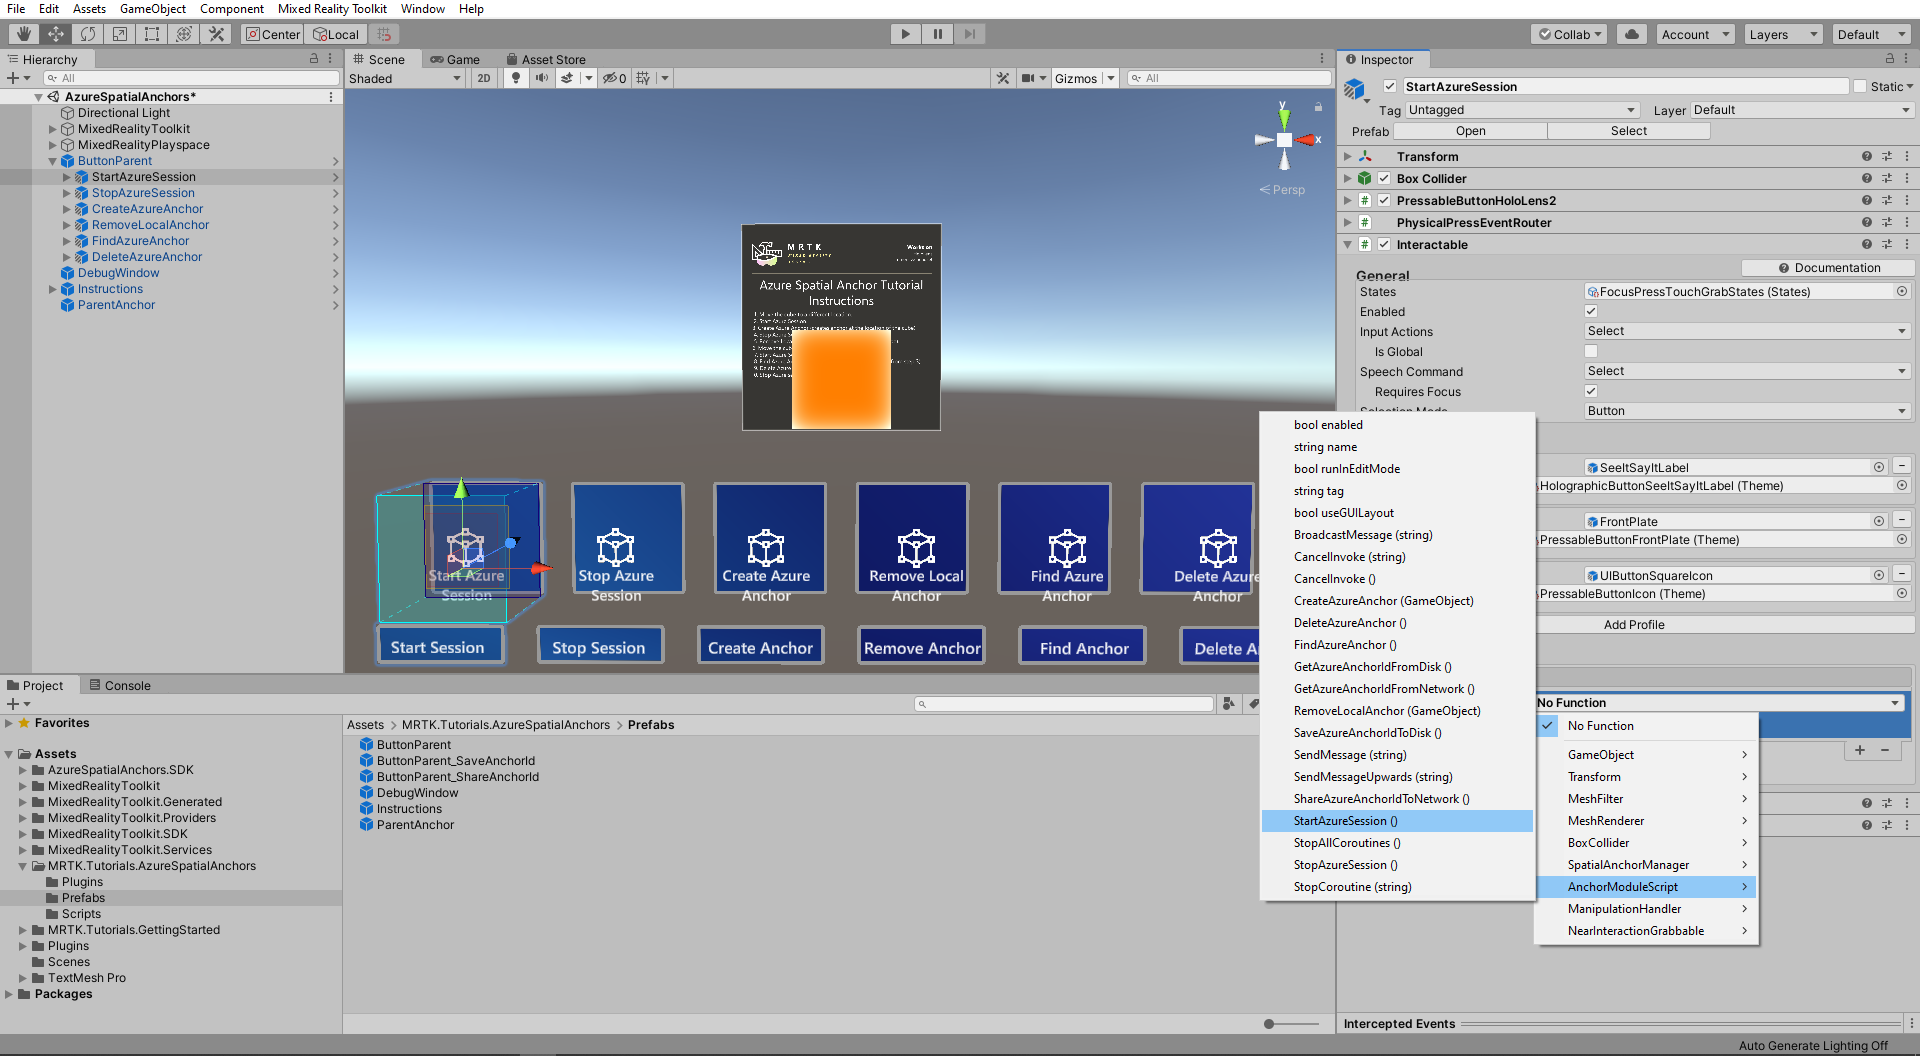 File Edit Assets GameObject Component Mixed Reality Toolkit Window Help
Center Local
Collab Account Layers Default
Hierarchy
All
AzureSpatialAnchors*
Directional Light
MixedRealityToolkit
MixedRealityPlayspace
ButtonParent
StartAzureSession
StopAzureSession
CreateAzureAnchor
RemoveLocalAnchor
FindAzureAnchor
DeleteAzureAnchor
DebugWindow
Instructions
ParentAnchor
Scene Game Asset Store
Shaded 2D 0 Gizmos All
y
x
Persp
MRTK
Azure Spatial Anchor Tutorial
Instructions
Start Azure
Session
Stop Azure
Session
Create Azure
Anchor
Remove Local
Anchor
Find Azure
Anchor
Delete Azure
Anchor
Start Session
Stop Session
Create Anchor
Remove Anchor
Find Anchor
Delete A
Project Console
Favorites
Assets
AzureSpatialAnchors.SDK
MixedRealityToolkit
MixedRealityToolkit.Generated
MixedRealityToolkit.Providers
MixedRealityToolkit.SDK
MixedRealityToolkit.Services
MRTK.Tutorials.AzureSpatialAnchors
Plugins
Prefabs
Scripts
MRTK.Tutorials.GettingStarted
Plugins
Scenes
TextMesh Pro
Packages
Assets > MRTK.Tutorials.AzureSpatialAnchors > Prefabs
ButtonParent
ButtonParent_SaveAnchorId
ButtonParent_ShareAnchorId
DebugWindow
Instructions
ParentAnchor
Inspector
StartAzureSession Static
Tag Untagged Layer Default
Prefab Open Select
Transform
Box Collider
PressableButtonHoloLens2
PhysicalPressEventRouter
Interactable
Documentation
General
States FocusPressTouchGrabStates (States)
Enabled
Input Actions Select
Is Global
Speech Command Select
Requires Focus
Selection Mode Button
SeeItSayItLabel
HolographicButtonSeeItSayItLabel (Theme)
FrontPlate
PressableButtonFrontPlate (Theme)
UIButtonSquareIcon
PressableButtonIcon (Theme)
Add Profile
No Function
No Function
GameObject
Transform
MeshFilter
MeshRenderer
BoxCollider
SpatialAnchorManager
AnchorModuleScript
ManipulationHandler
NearInteractionGrabbable
bool enabled
string name
bool runInEditMode
string tag
bool useGUILayout
BroadcastMessage (string)
CancelInvoke (string)
CancelInvoke ()
CreateAzureAnchor (GameObject)
DeleteAzureAnchor ()
FindAzureAnchor ()
GetAzureAnchorIdFromDisk ()
GetAzureAnchorIdFromNetwork ()
RemoveLocalAnchor (GameObject)
SaveAzureAnchorIdToDisk ()
SendMessage (string)
SendMessageUpwards (string)
ShareAzureAnchorIdToNetwork ()
StartAzureSession ()
StopAllCoroutines ()
StopAzureSession ()
StopCoroutine (string)
Intercepted Events
Auto Generate Lighting Off